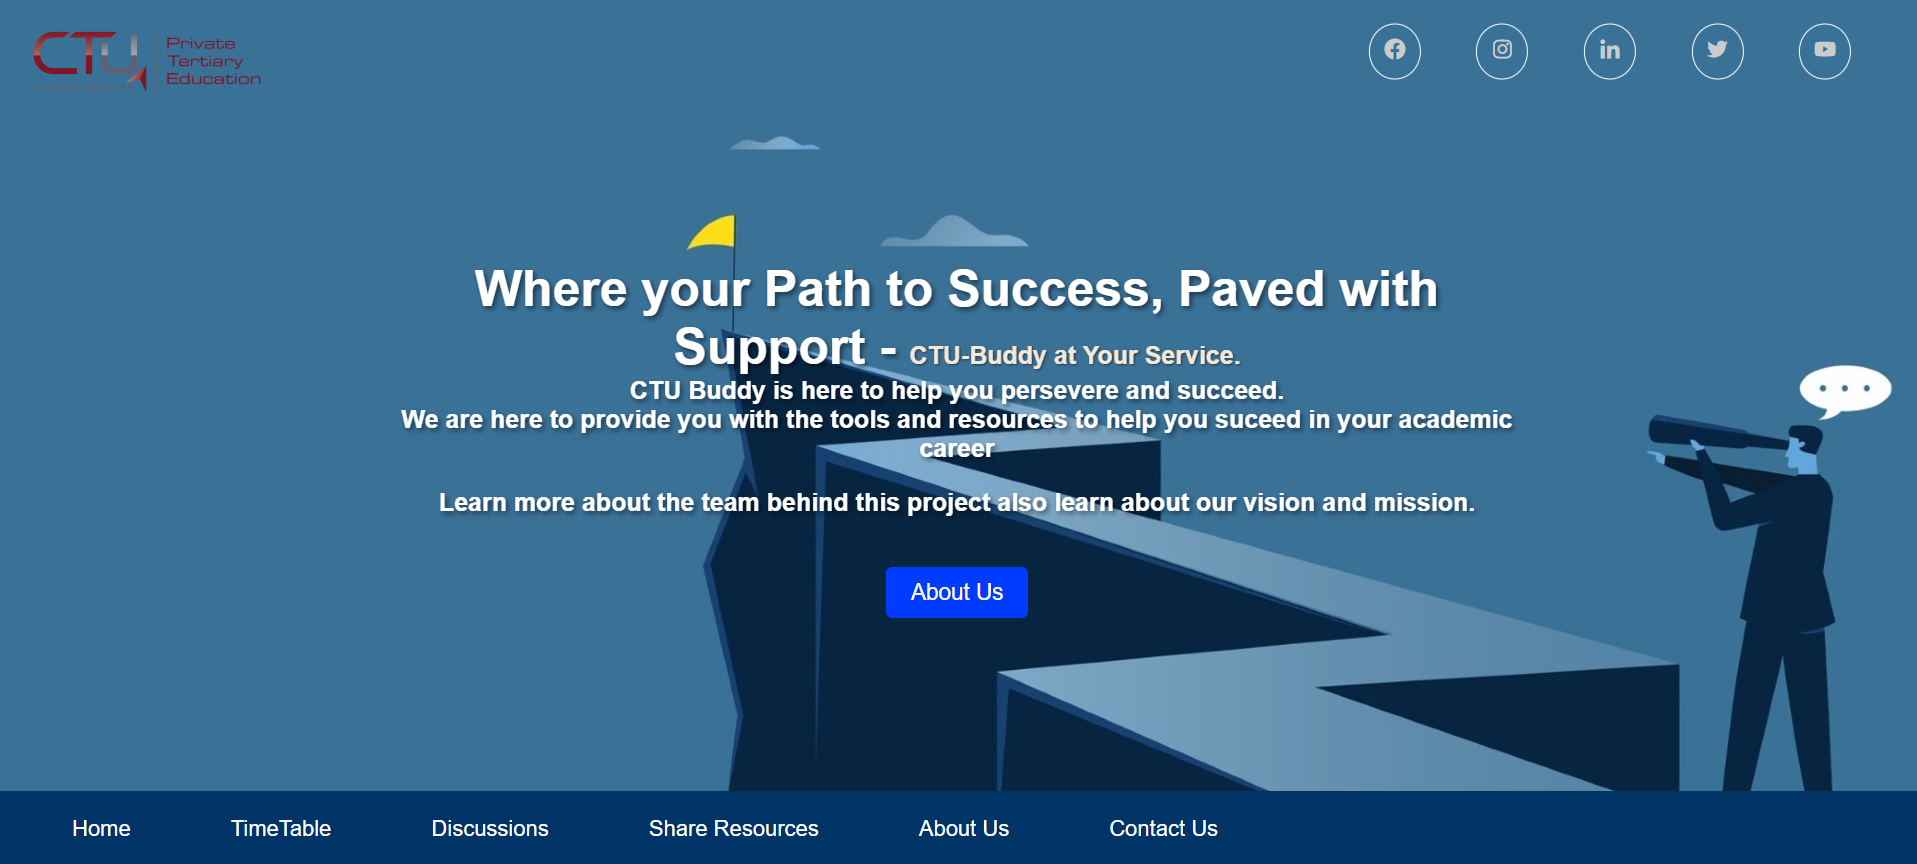 CTU
Private
Tertiary
Education
Where your Path to Success, Paved with
Support - CTU-Buddy at Your Service.
CTU Buddy is here to help you persevere and succeed.
We are here to provide you with the tools and resources to help you suceed in your academic
career
Learn more about the team behind this project also learn about our vision and mission.
About Us
Home TimeTable Discussions Share Resources About Us Contact Us